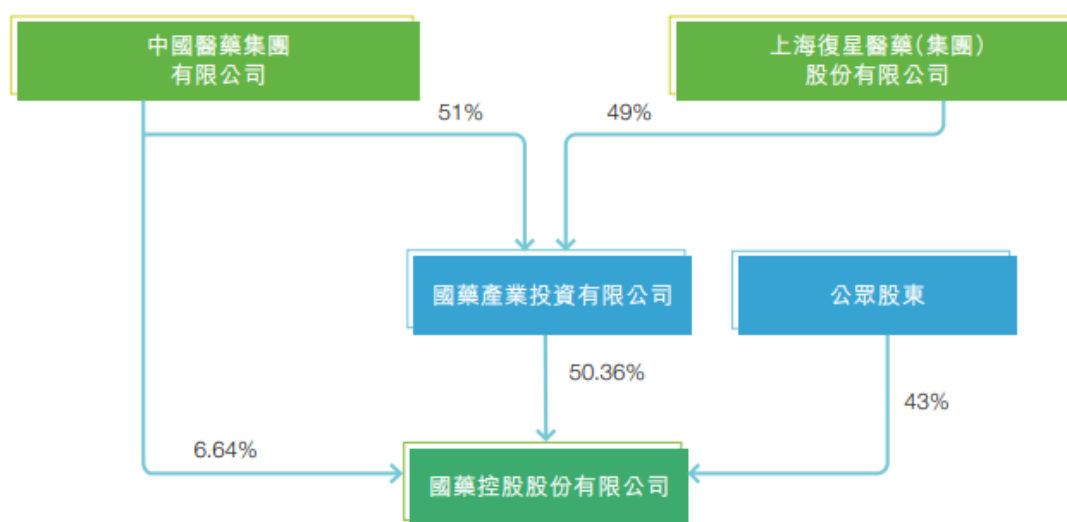 中國醫藥集團
有限公司
上海復星醫藥(集團)
股份有限公司
51%
49%
國藥產業投資有限公司
公眾股東
50.36%
43%
6.64%
國藥控股股份有限公司